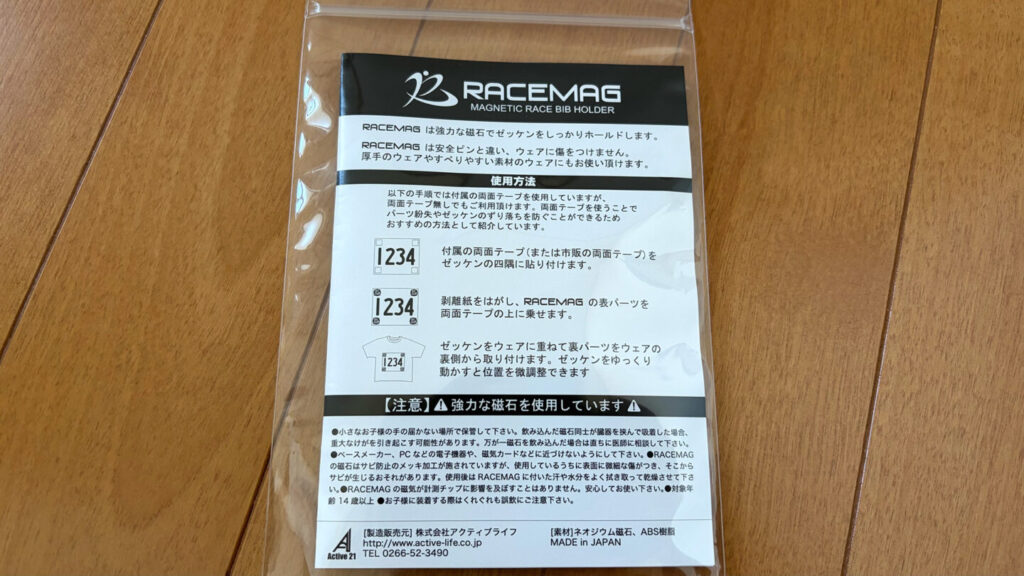 RACEMAG
MAGNETIC RACE BIB HOLDER
RACEMAG は強力な磁石でゼッケンをしっかりホールドします。
RACEMAG は安全ピンと違い、ウェアに傷をつけません。
厚手のウェアやすべりやすい素材のウェアにもお使い頂けます。
使用方法
以下の手順では付属の両面テープを使用していますが、
両面テープ無しでもご利用頂けます。両面テープを使うことで
パーツ紛失やゼッケンのずり落ちを防ぐことができるため
おすすめの方法として紹介しています。
1234
付属の両面テープ(または市販の両面テープ)を
ゼッケンの四隅に貼り付けます。
1234
剥離紙をはがし、RACEMAG の表パーツを
両面テープの上に乗せます。
1234
ゼッケンをウェアに重ねて裏パーツをウェアの
裏側から取り付けます。ゼッケンをゆっくり
動かすと位置を微調整できます
【注意】⚠強力な磁石を使用しています⚠
●小さなお子様の手の届かない場所で保管して下さい。飲み込んだ磁石同士が臓器を挟んで吸着した場合、
重大なけがを引き起こす可能性があります。万が一磁石を飲み込んだ場合は直ちに医師に相談して下さい。
●ペースメーカー、PC などの電子機器や、磁気カードなどに近づけないようにして下さい。●RACEMAG
の磁石はサビ防止のメッキ加工が施されていますが、使用しているうちに表面に微細な傷がつき、そこから
サビが生じるおそれがあります。使用後は RACEMAG に付いた汗や水分をよく拭き取って乾燥させて下さ
い。●RACEMAG の磁気が計測チップに影響を及ぼすことはありません。安心してお使い下さい。●対象年
齢 14 歳以上 ●お子様に装着する際はくれぐれも誤飲にご注意下さい。
Active 21
[製造販売元] 株式会社アクティブライフ
http://www.active-life.co.jp
TEL 0266-52-3490
[素材]ネオジウム磁石、ABS樹脂
MADE in JAPAN